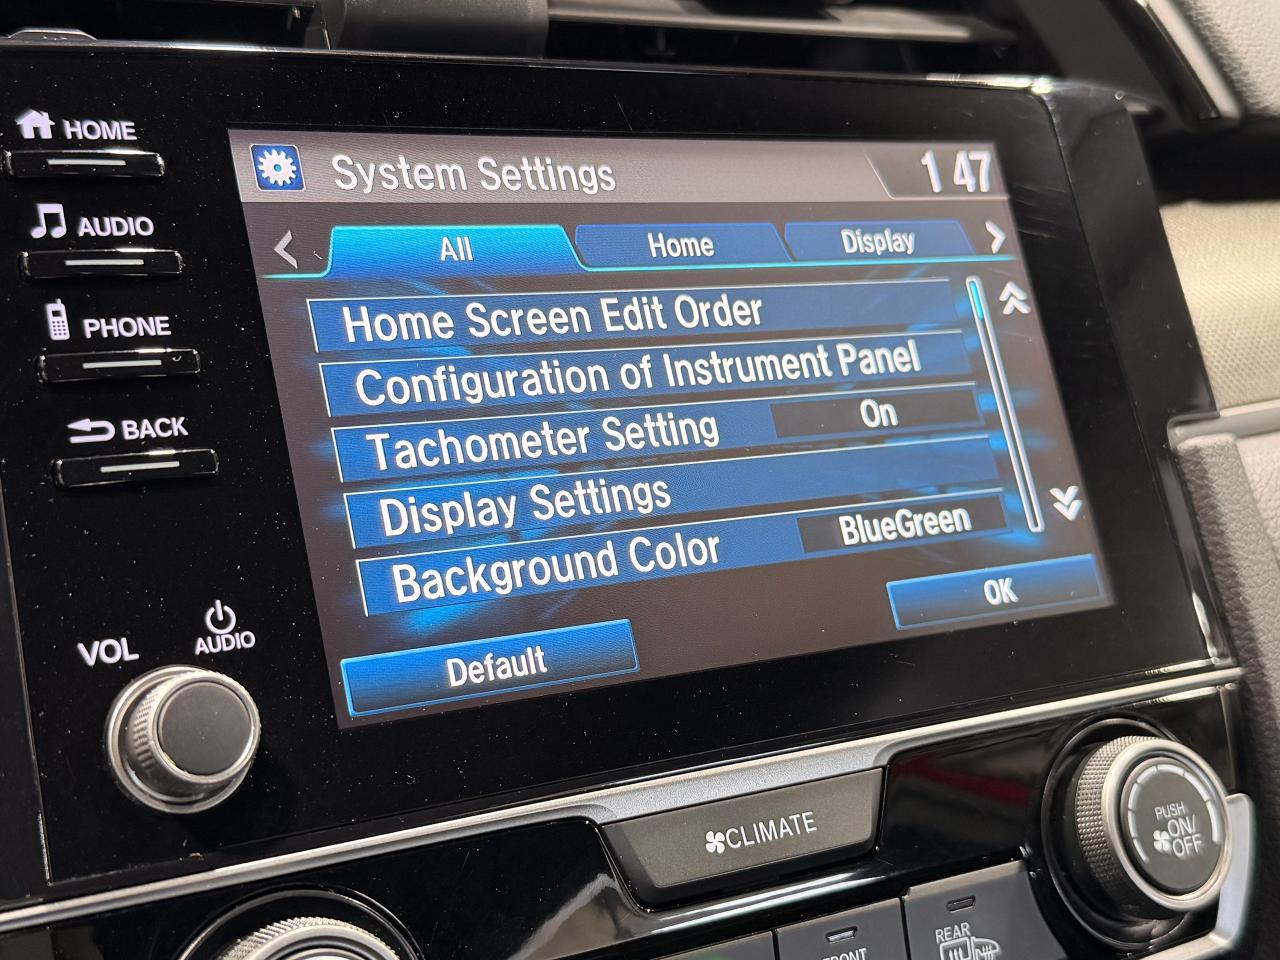 HOME
AUDIO
PHONE
BACK
VOL
AUDIO
System Settings
1 47
All
Home
Display
Home Screen Edit Order
Configuration of Instrument Panel
Tachometer Setting
On
Display Settings
Background Color
BlueGreen
Default
OK
CLIMATE
PUSH
ON/
OFF
FRONT
REAR